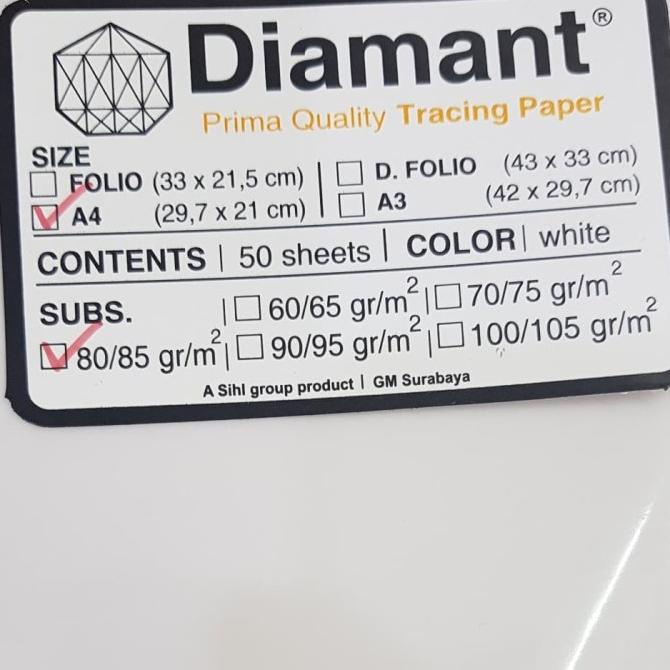 Diamant®
Prima Quality Tracing Paper
SIZE
FOLIO (33 x 21,5 cm) | D. FOLIO (43 x 33 cm)
A4 (29,7 x 21 cm) | A3 (42 x 29,7 cm)
CONTENTS | 50 sheets | COLOR | white
SUBS. | 60/65 gr/m² | 70/75 gr/m²
80/85 gr/m² | 90/95 gr/m² | 100/105 gr/m²
A Sihl group product | GM Surabaya